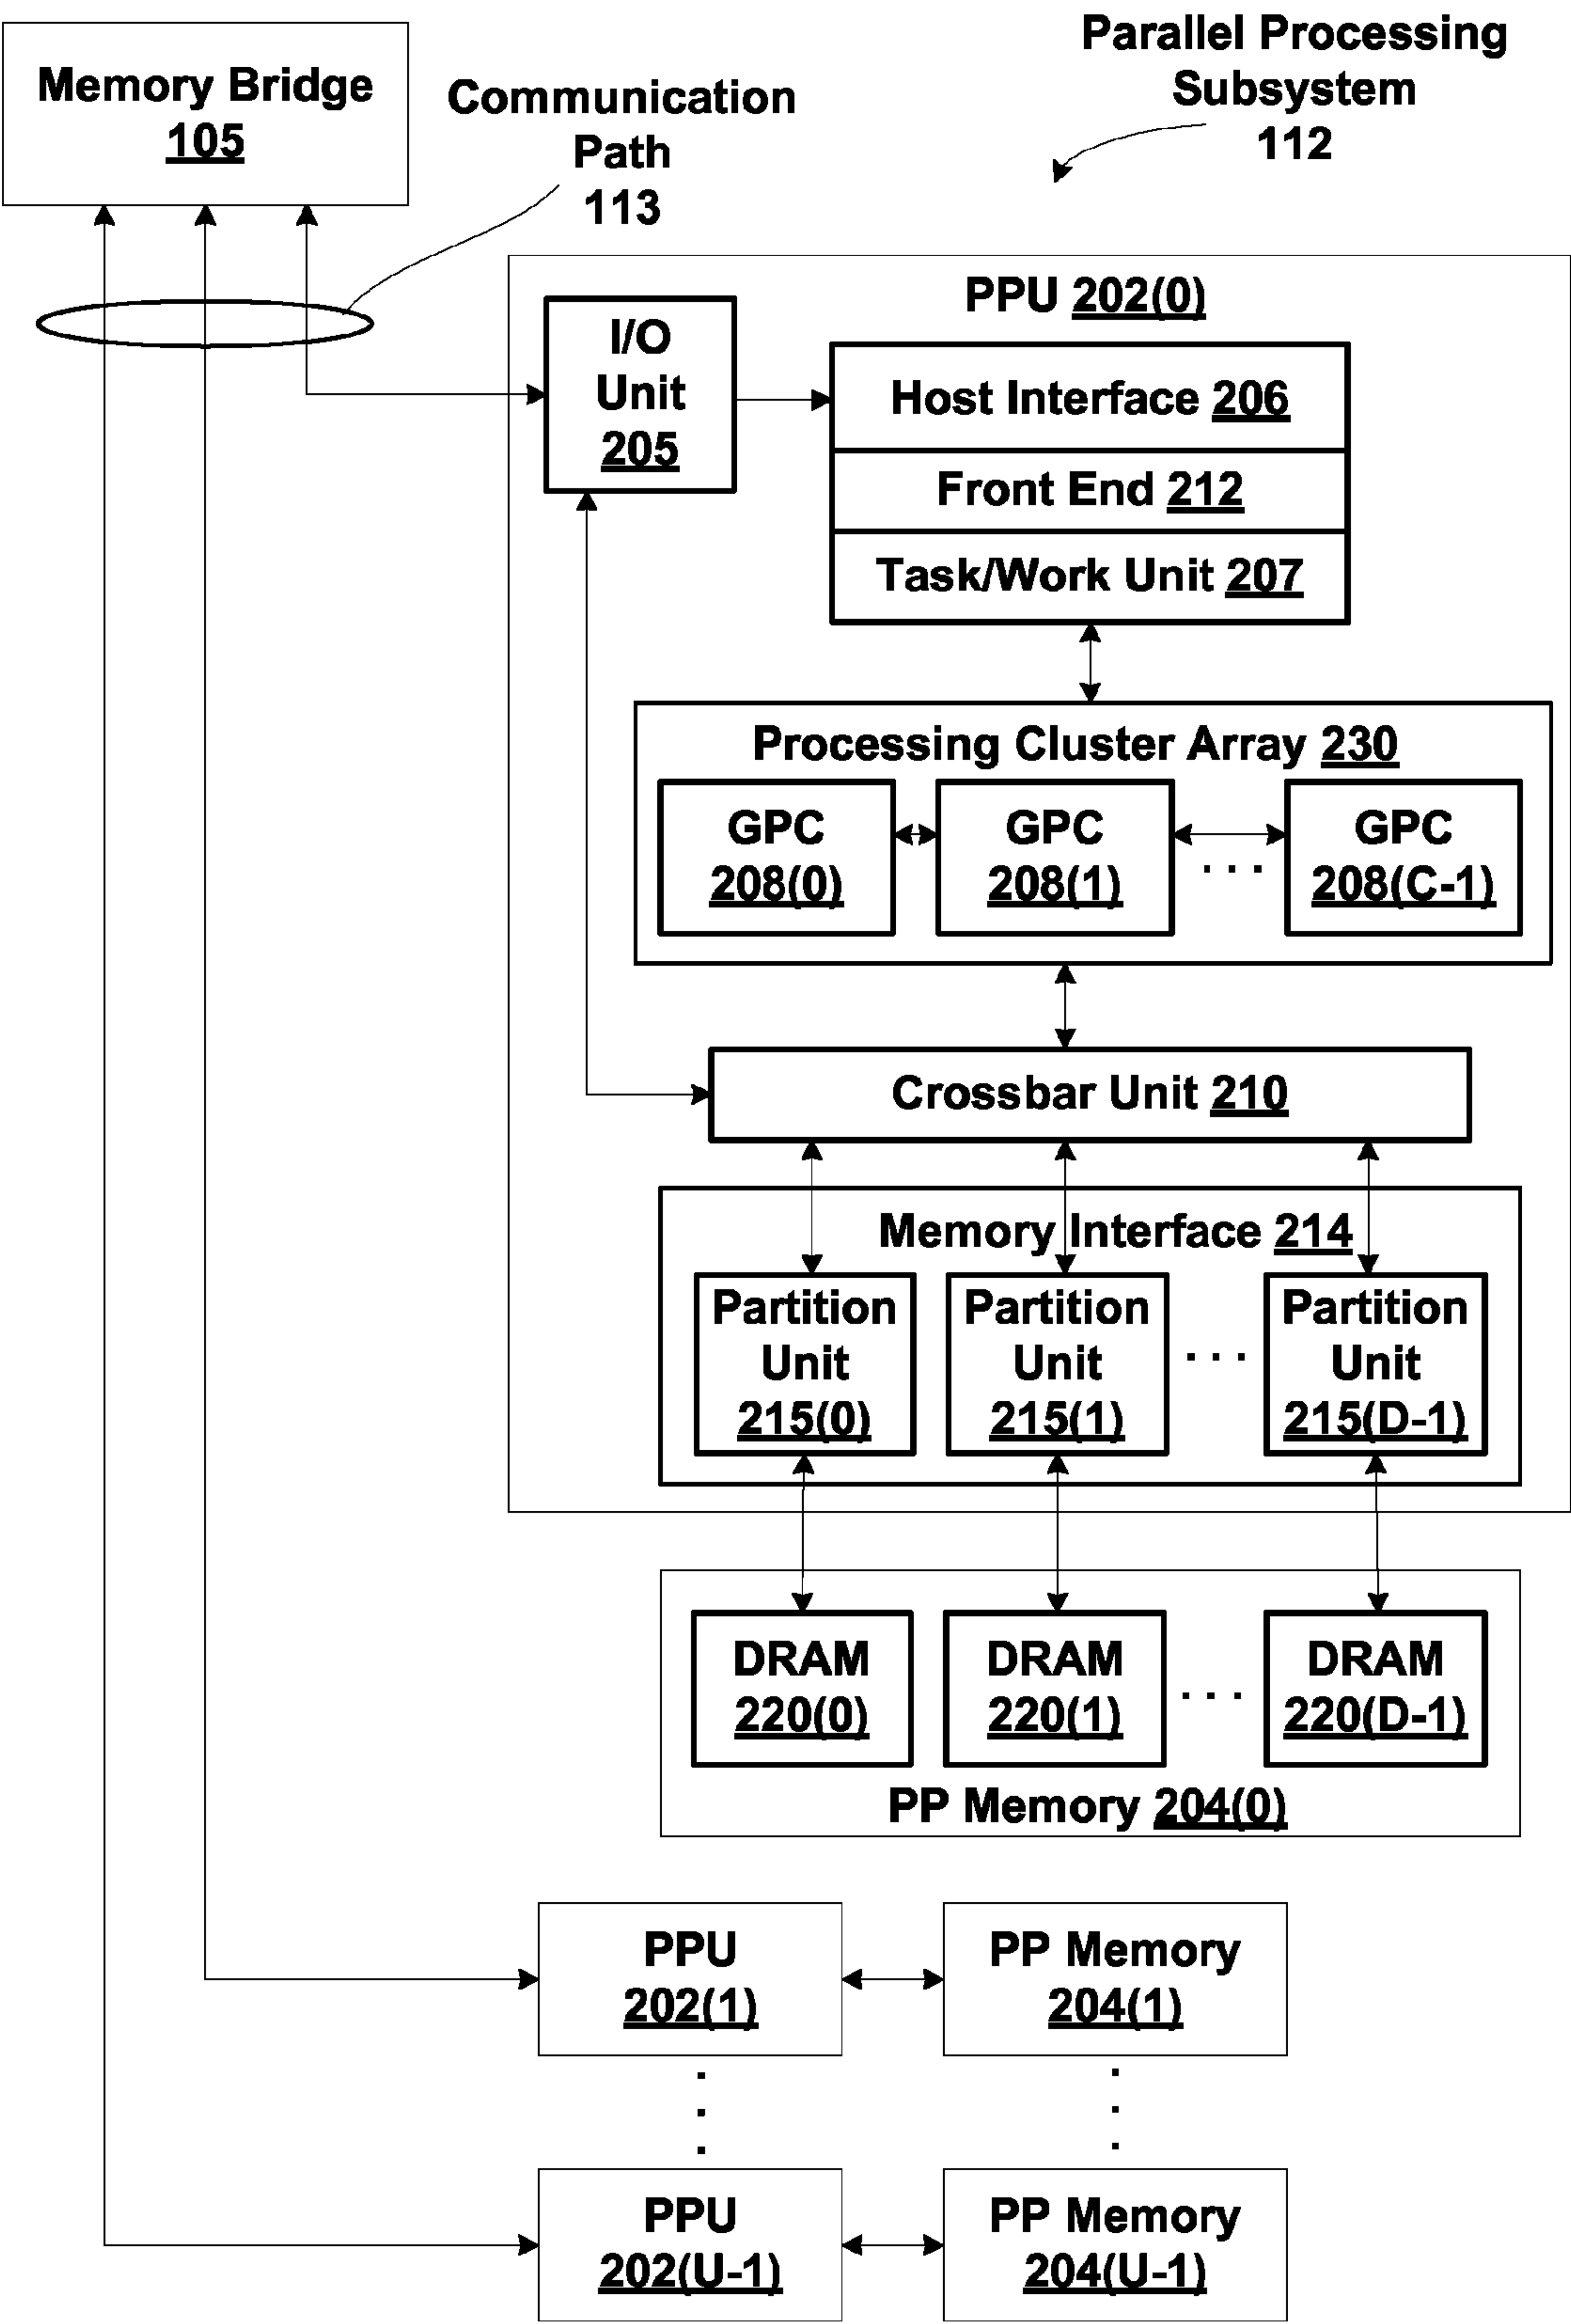 Memory Bridge
105
Communication
Path
113
Parallel Processing
Subsystem
112
PPU 202(0)
I/O
Unit
205
Host Interface 206
Front End 212
Task/Work Unit 207
Processing Cluster Array 230
GPC
208(0)
GPC
208(1)
. . .
GPC
208(C-1)
Crossbar Unit 210
Memory Interface 214
Partition
Unit
215(0)
Partition
Unit
215(1)
. . .
Partition
Unit
215(D-1)
DRAM
220(0)
DRAM
220(1)
. . .
DRAM
220(D-1)
PP Memory 204(0)
PPU
202(1)
PP Memory
204(1)
PPU
202(U-1)
PP Memory
204(U-1)